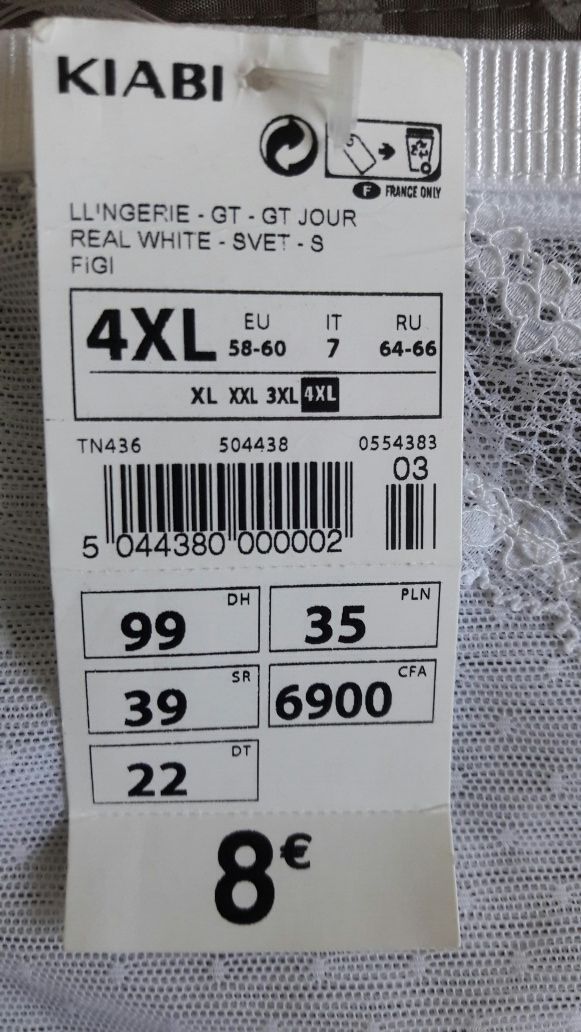 KIABI
F FRANCE ONLY
LL'NGERIE - GT - GT JOUR
REAL WHITE - SVET - S
FiGI
4XL EU IT RU
58-60 7 64-66
XL XXL 3XL 4XL
TN436 504438 0554383
03
5 044380 000002
99 DH
35 PLN
39 SR
6900 CFA
22 DT
8€